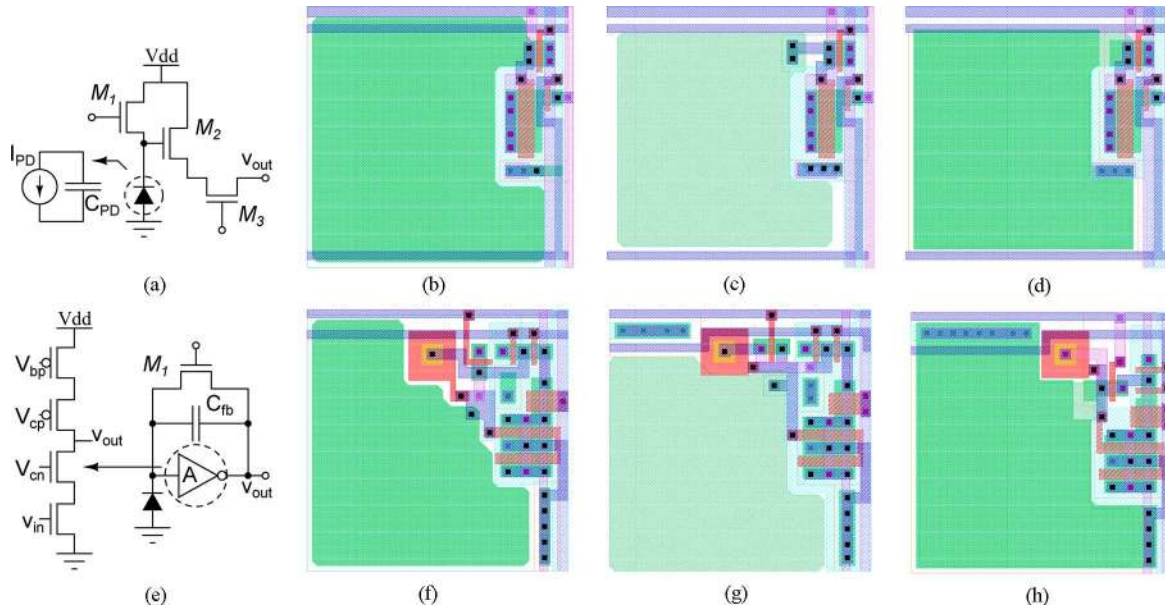 Vdd
M1
M2
IPD
CPD
vout
M3
(a)
(b)
(c)
(d)
Vdd
Vbp
Vcp
vout
Vcn
vin
M1
Cfb
A
vout
(e)
(f)
(g)
(h)